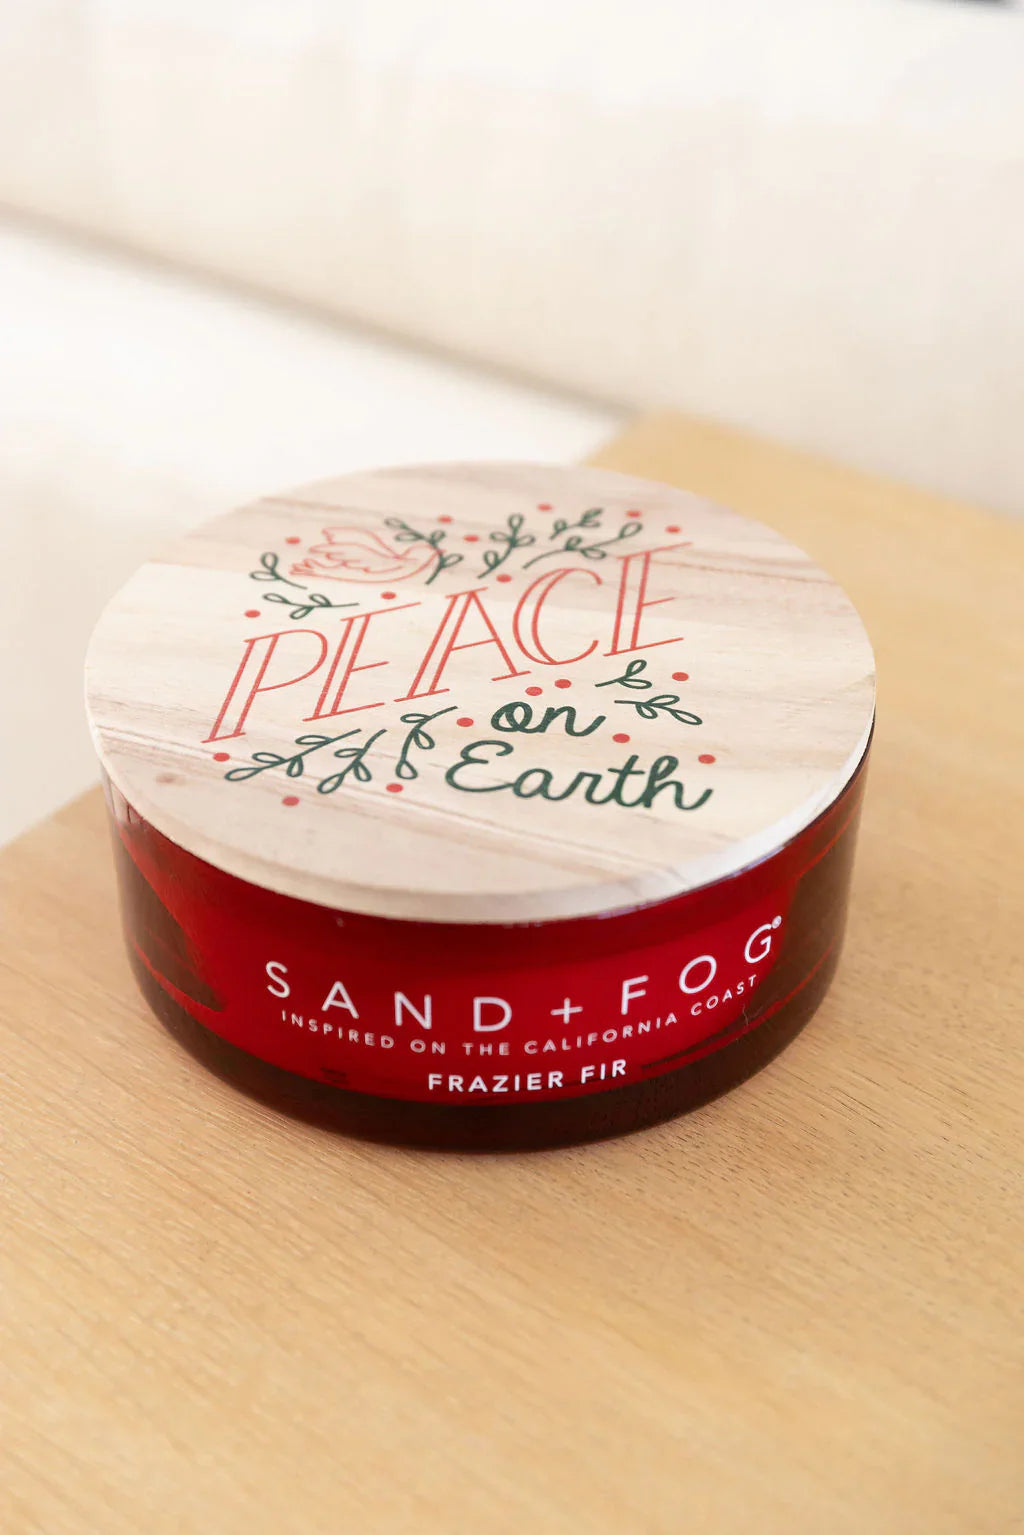 PEACE
on
Earth
SAND + FOG®
INSPIRED ON THE CALIFORNIA COAST
FRAZIER FIR